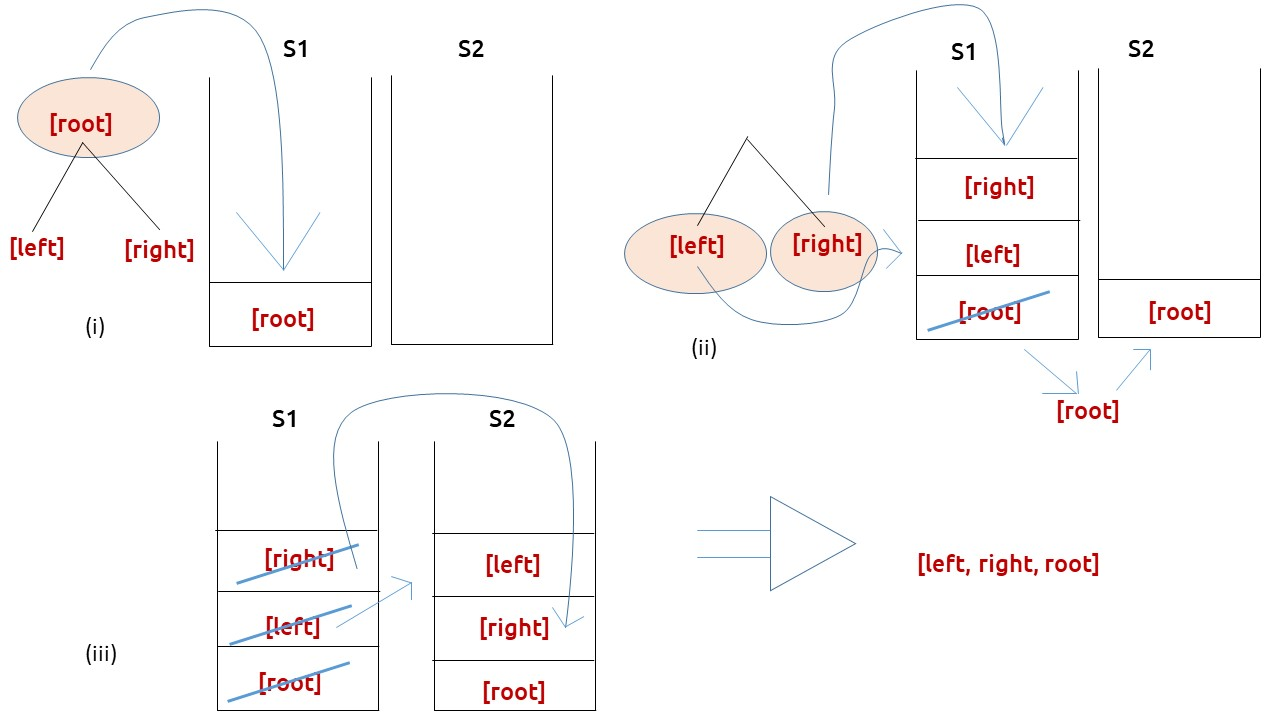 S1
S2
[root]
[left]
[right]
[root]
(i)
S1
S2
[left]
[right]
[right]
[left]
[root]
[root]
[root]
(ii)
S1
S2
[right]
[left]
[root]
[left]
[right]
[root]
(iii)
[left, right, root]